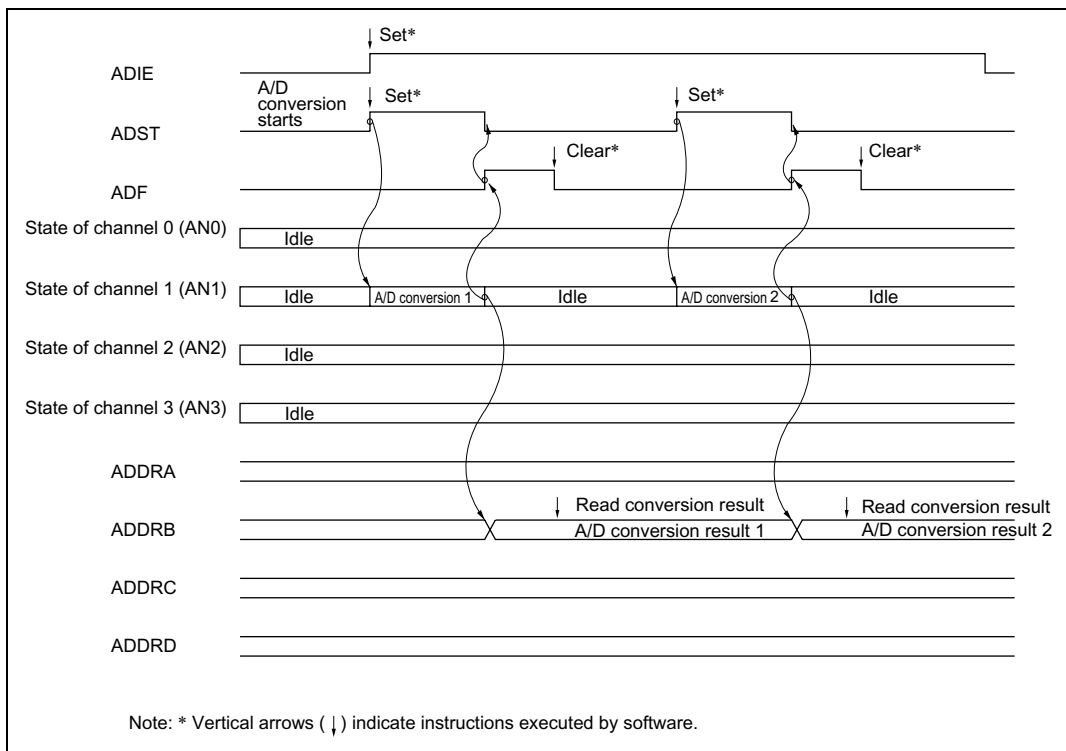 Set*
ADIE
A/D
conversion
starts
Set*
Set*
ADST
Clear*
Clear*
ADF
State of channel 0 (AN0)
Idle
State of channel 1 (AN1)
Idle
A/D conversion 1
Idle
A/D conversion 2
Idle
State of channel 2 (AN2)
Idle
State of channel 3 (AN3)
Idle
ADDRA
Read conversion result
Read conversion result
ADDRB
A/D conversion result 1
A/D conversion result 2
ADDRC
ADDRD
Note: * Vertical arrows ( ↓ ) indicate instructions executed by software.